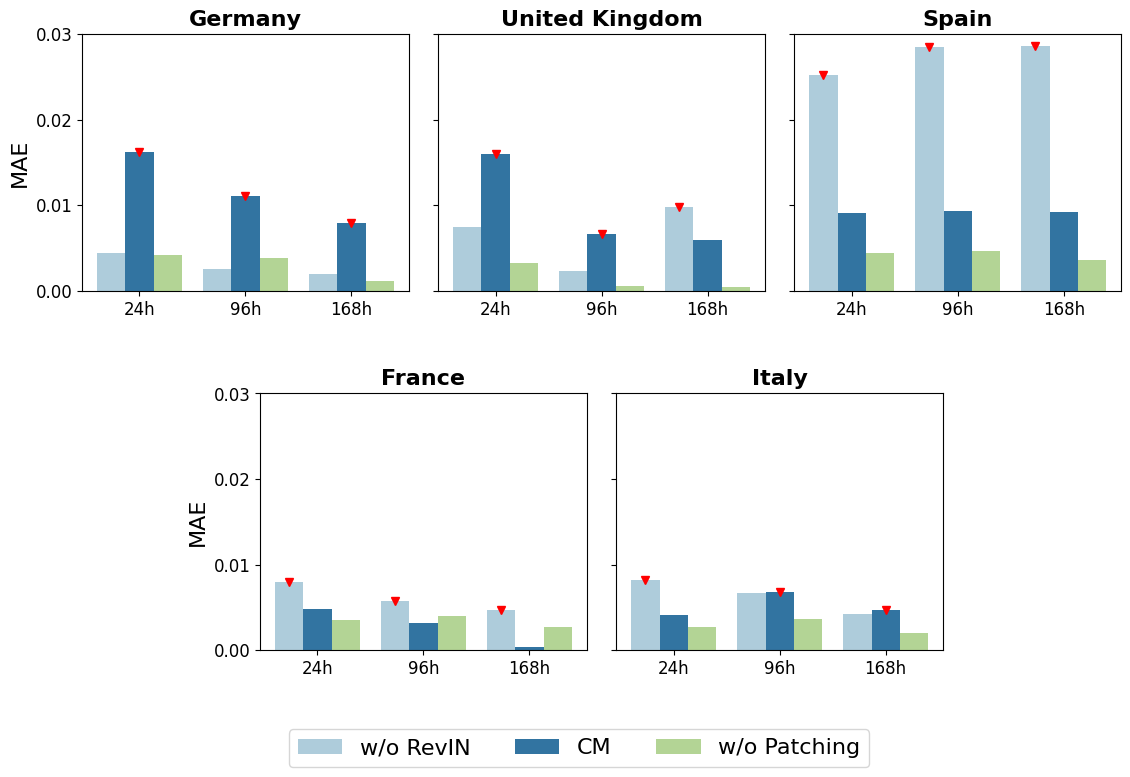 Germany United Kingdom Spain
MAE
0.03
0.02
0.01
0.00
24h 96h 168h 24h 96h 168h 24h 96h 168h
France Italy
MAE
0.03
0.02
0.01
0.00
24h 96h 168h 24h 96h 168h
w/o RevIN CM w/o Patching